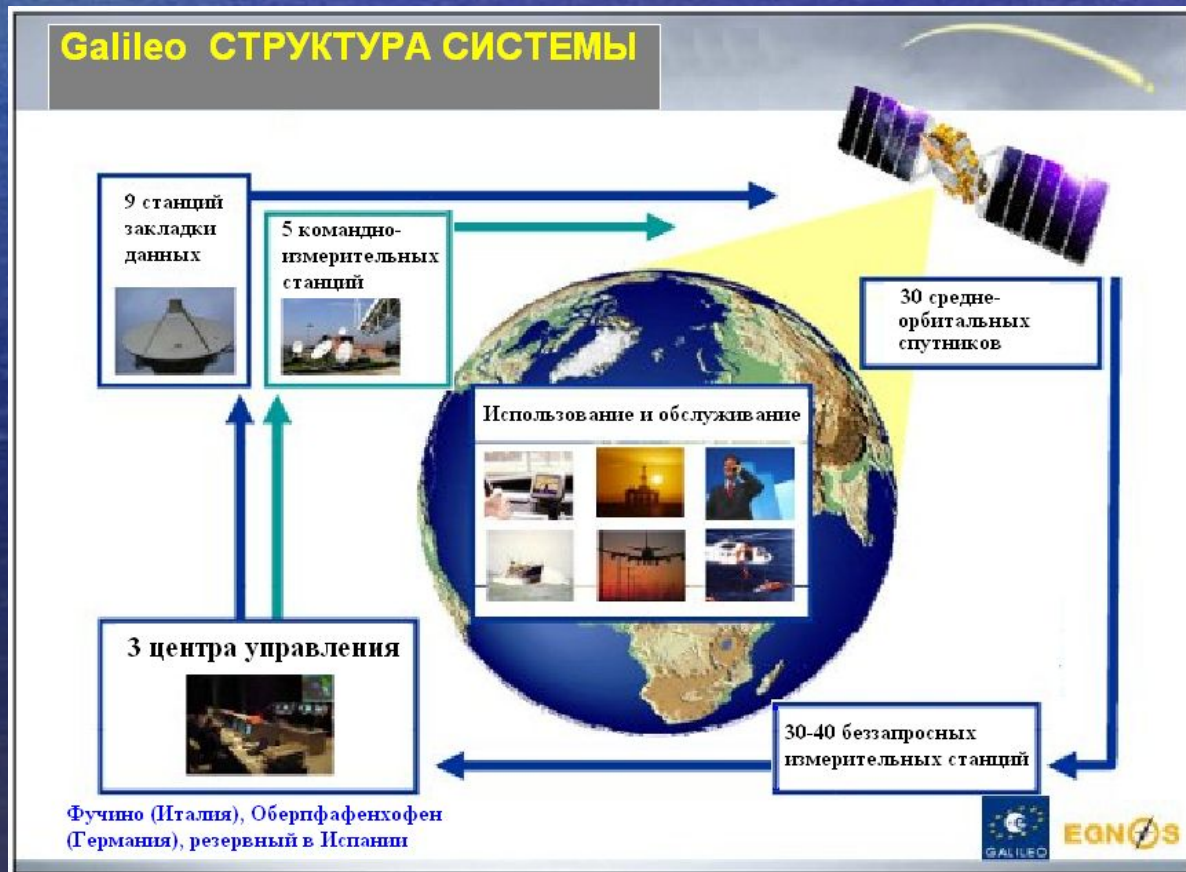 Galileo СТРУКТУРА СИСТЕМЫ
9 станций
закладки
данных
5 командно-
измерительных
станций
30 средне-
орбитальных
спутников
Использование и обслуживание
3 центра управления
30-40 беззапросных
измерительных станций
Фучино (Италия), Оберпфафенхофен
(Германия), резервный в Испании
GALILEO
EGNOS